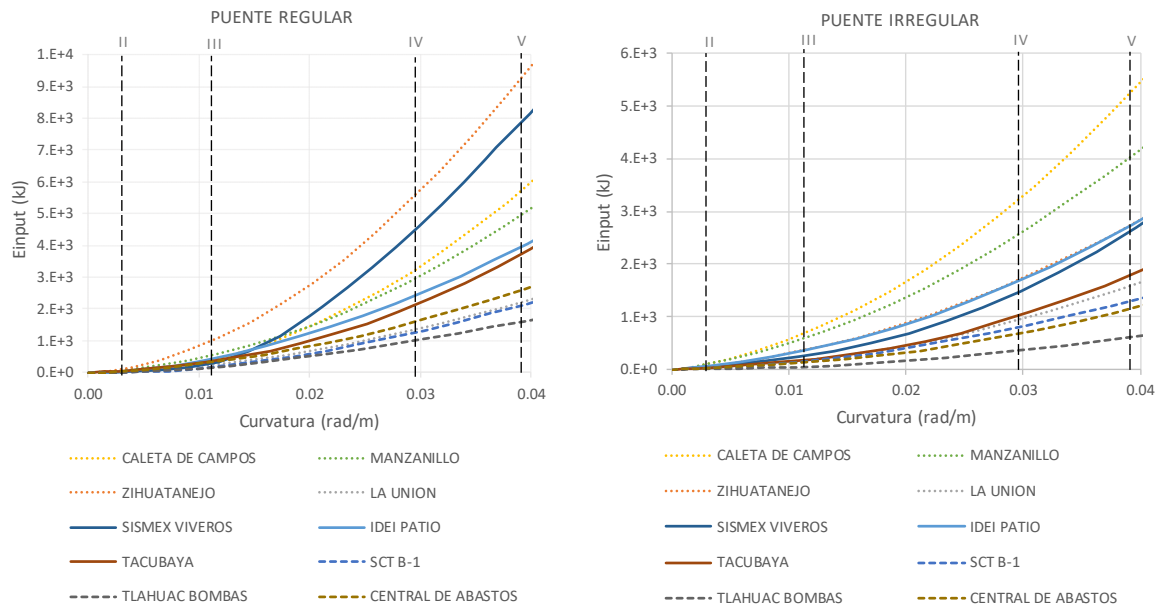 PUENTE REGULAR
II III IV V
1.E+4
9.E+3
8.E+3
7.E+3
6.E+3
5.E+3
4.E+3
3.E+3
2.E+3
1.E+3
0.E+0
Einput (kJ)
0.00 0.01 0.02 0.03 0.04
Curvatura (rad/m)
CALETA DE CAMPOS MANZANILLO
ZIHUATANEJO LA UNION
SISMEX VIVEROS IDEI PATIO
TACUBAYA SCT B-1
TLAHUAC BOMBAS CENTRAL DE ABASTOS
PUENTE IRREGULAR
II III IV V
6.E+3
5.E+3
4.E+3
3.E+3
2.E+3
1.E+3
0.E+0
Einput (kJ)
0.00 0.01 0.02 0.03 0.04
Curvatura (rad/m)
CALETA DE CAMPOS MANZANILLO
ZIHUATANEJO LA UNION
SISMEX VIVEROS IDEI PATIO
TACUBAYA SCT B-1
TLAHUAC BOMBAS CENTRAL DE ABASTOS